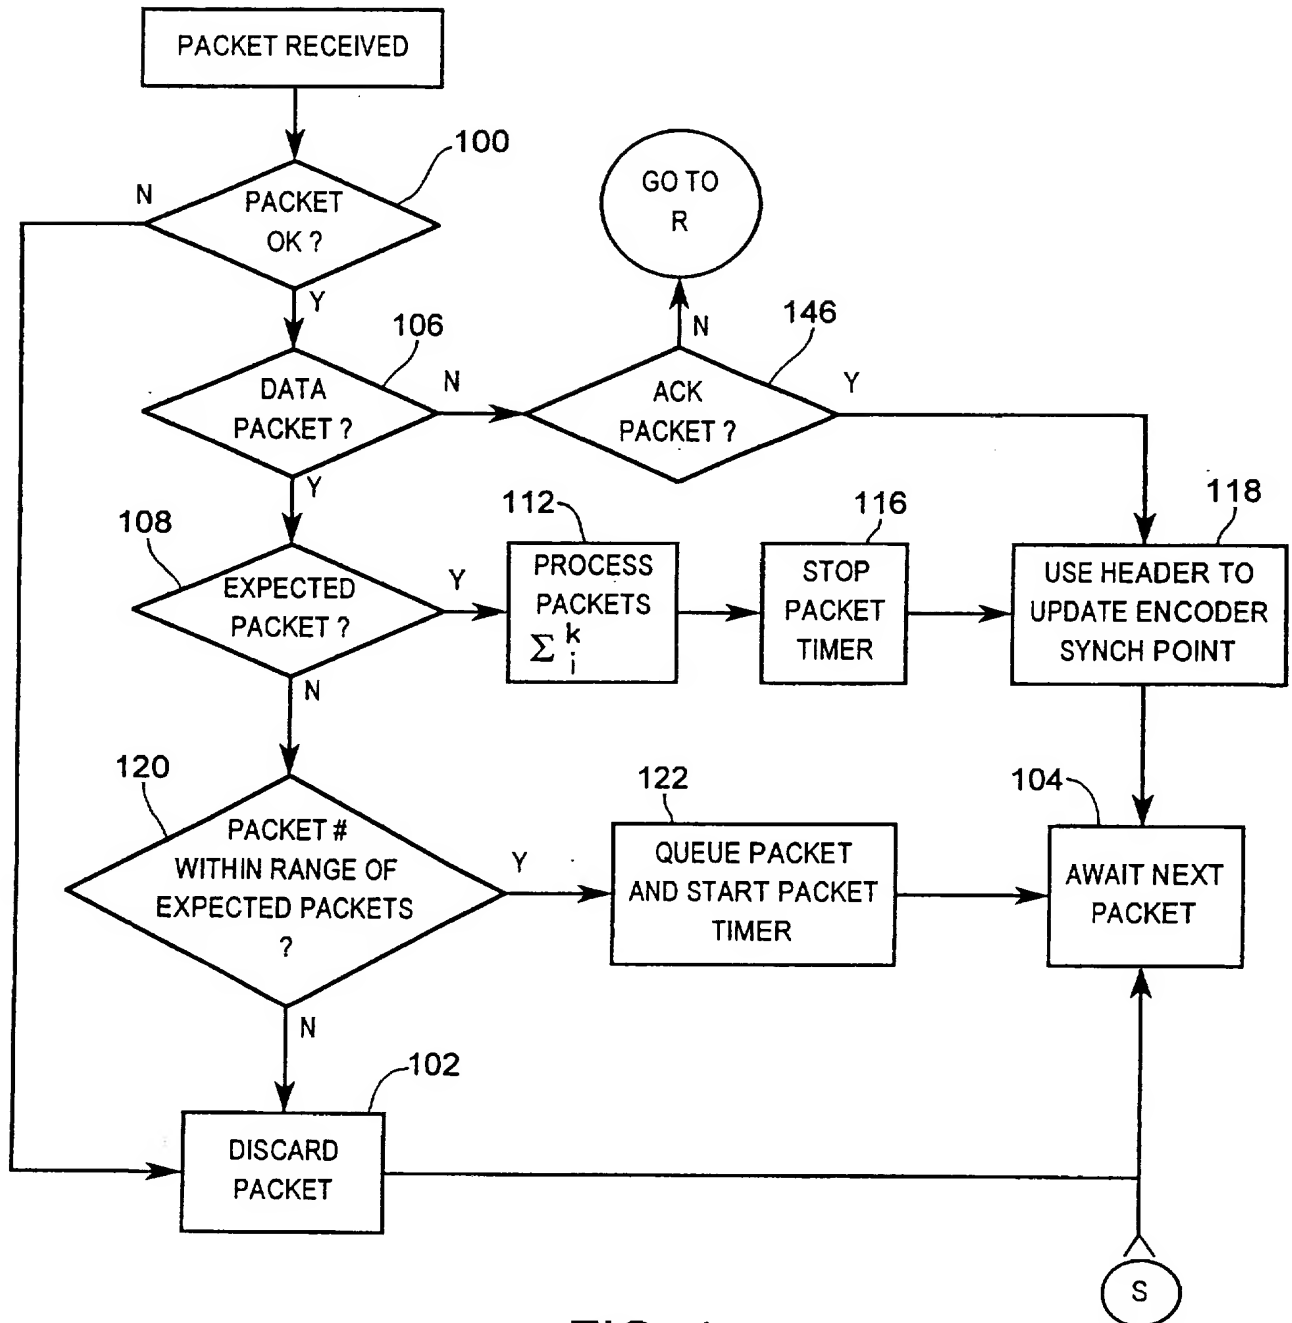 PACKET RECEIVED
100
N
PACKET
OK ?
Y
GO TO
R
N
106
146
DATA
PACKET ?
N
ACK
PACKET ?
Y
Y
108
112
116
118
EXPECTED
PACKET ?
Y
PROCESS
PACKETS
Σ k i
STOP
PACKET
TIMER
USE HEADER TO
UPDATE ENCODER
SYNCH POINT
N
120
122
104
PACKET #
WITHIN RANGE OF
EXPECTED PACKETS
?
Y
QUEUE PACKET
AND START PACKET
TIMER
AWAIT NEXT
PACKET
N
102
DISCARD
PACKET
S